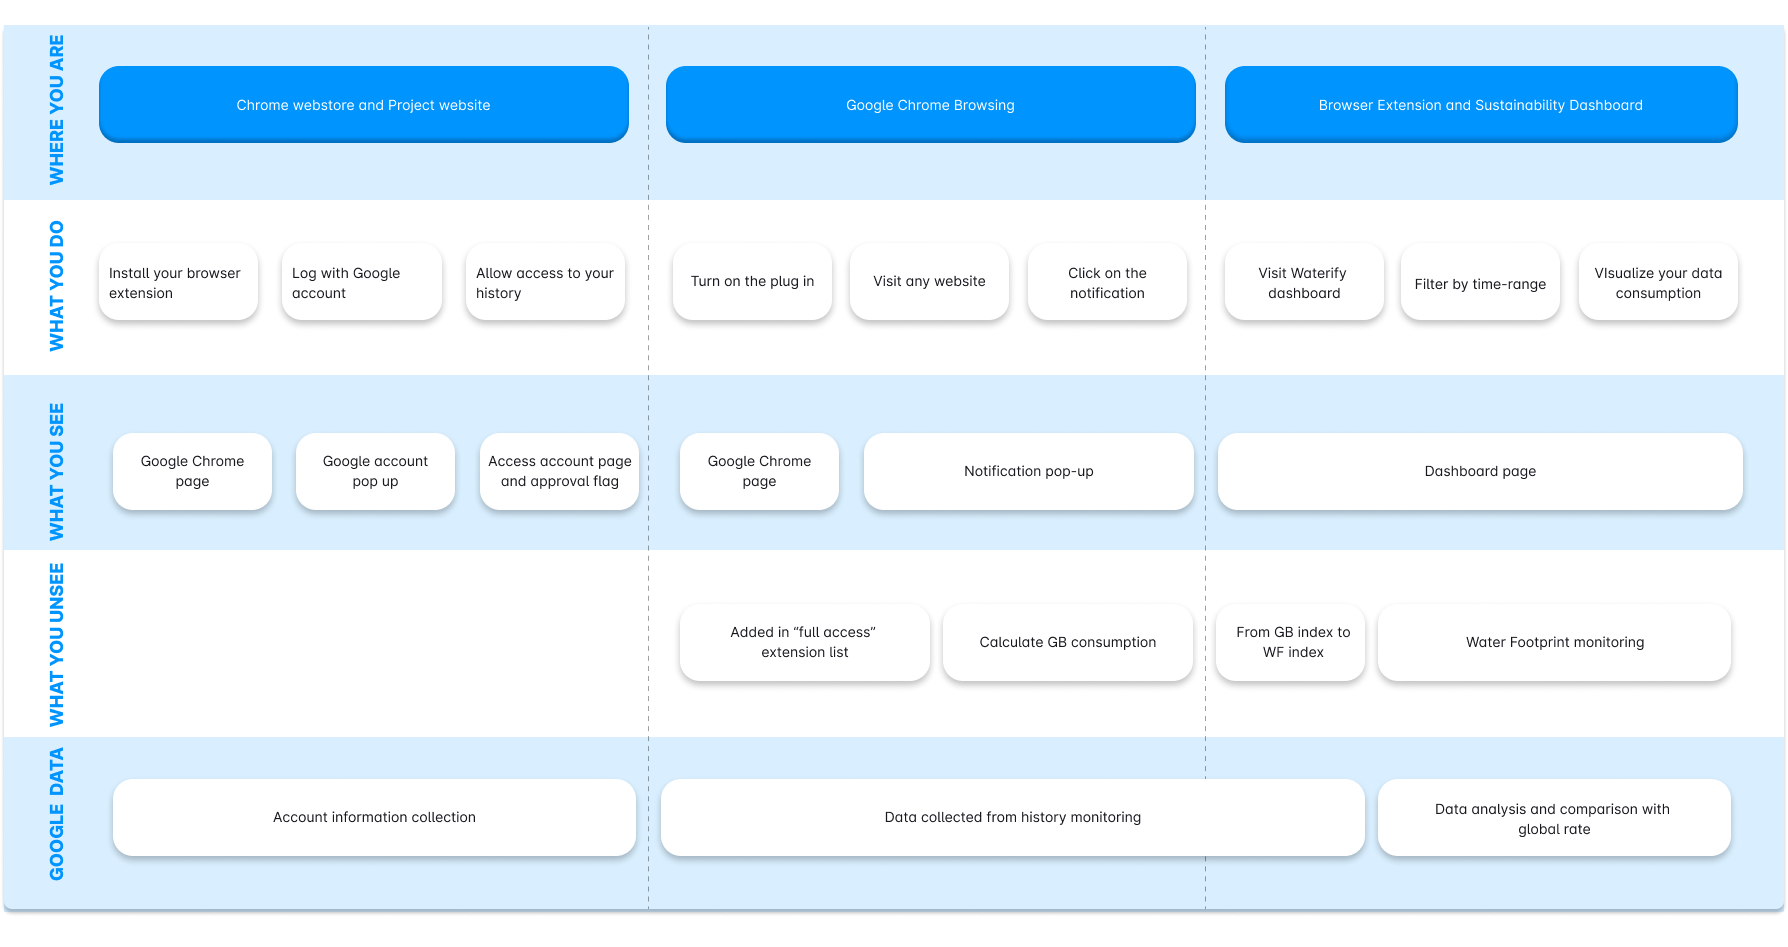 WHERE YOU ARE
Chrome webstore and Project website
Google Chrome Browsing
Browser Extension and Sustainability Dashboard
WHAT YOU DO
Install your browser
extension
Log with Google
account
Allow access to your
history
Turn on the plug in
Visit any website
Click on the
notification
Visit Waterify
dashboard
Filter by time-range
VIsualize your data
consumption
WHAT YOU SEE
Google Chrome
page
Google account
pop up
Access account page
and approval flag
Google Chrome
page
Notification pop-up
Dashboard page
WHAT YOU UNSEE
Added in “full access”
extension list
Calculate GB consumption
From GB index to
WF index
Water Footprint monitoring
GOOGLE DATA
Account information collection
Data collected from history monitoring
Data analysis and comparison with
global rate